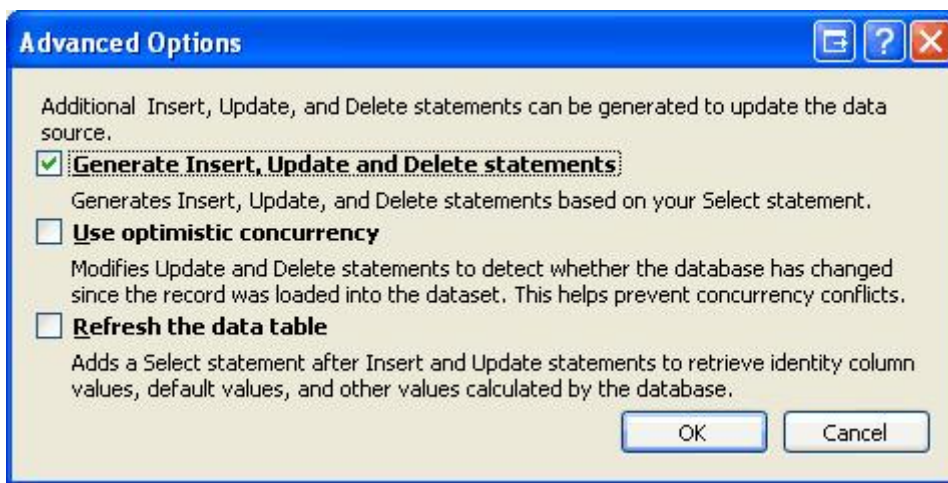 Advanced Options
Additional Insert, Update, and Delete statements can be generated to update the data
source.
Generate Insert, Update and Delete statements
Generates Insert, Update, and Delete statements based on your Select statement.
Use optimistic concurrency
Modifies Update and Delete statements to detect whether the database has changed
since the record was loaded into the dataset. This helps prevent concurrency conflicts.
Refresh the data table
Adds a Select statement after Insert and Update statements to retrieve identity column
values, default values, and other values calculated by the database.
OK Cancel